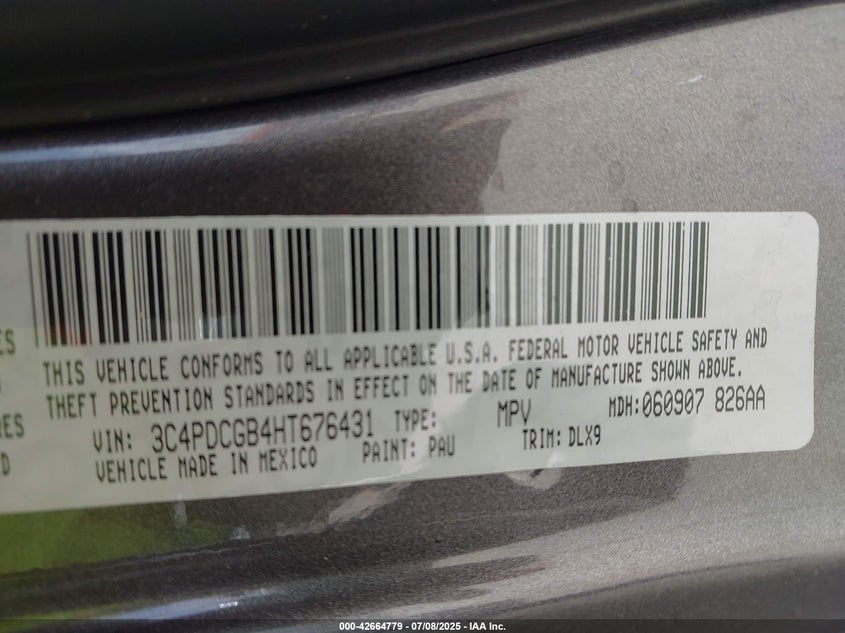 ES
THIS VEHICLE CONFORMS TO ALL APPLICABLE U.S.A. FEDERAL MOTOR VEHICLE SAFETY AND
THEFT PREVENTION STANDARDS IN EFFECT ON THE DATE OF MANUFACTURE SHOWN ABOVE.
RES
VIN: 3C4PDCGB4HT676431 TYPE: MPV MDH:060907 826AA
D
VEHICLE MADE IN MEXICO PAINT: PAU TRIM: DLX9
000-42664779 - 07/08/2025 - IAA Inc.